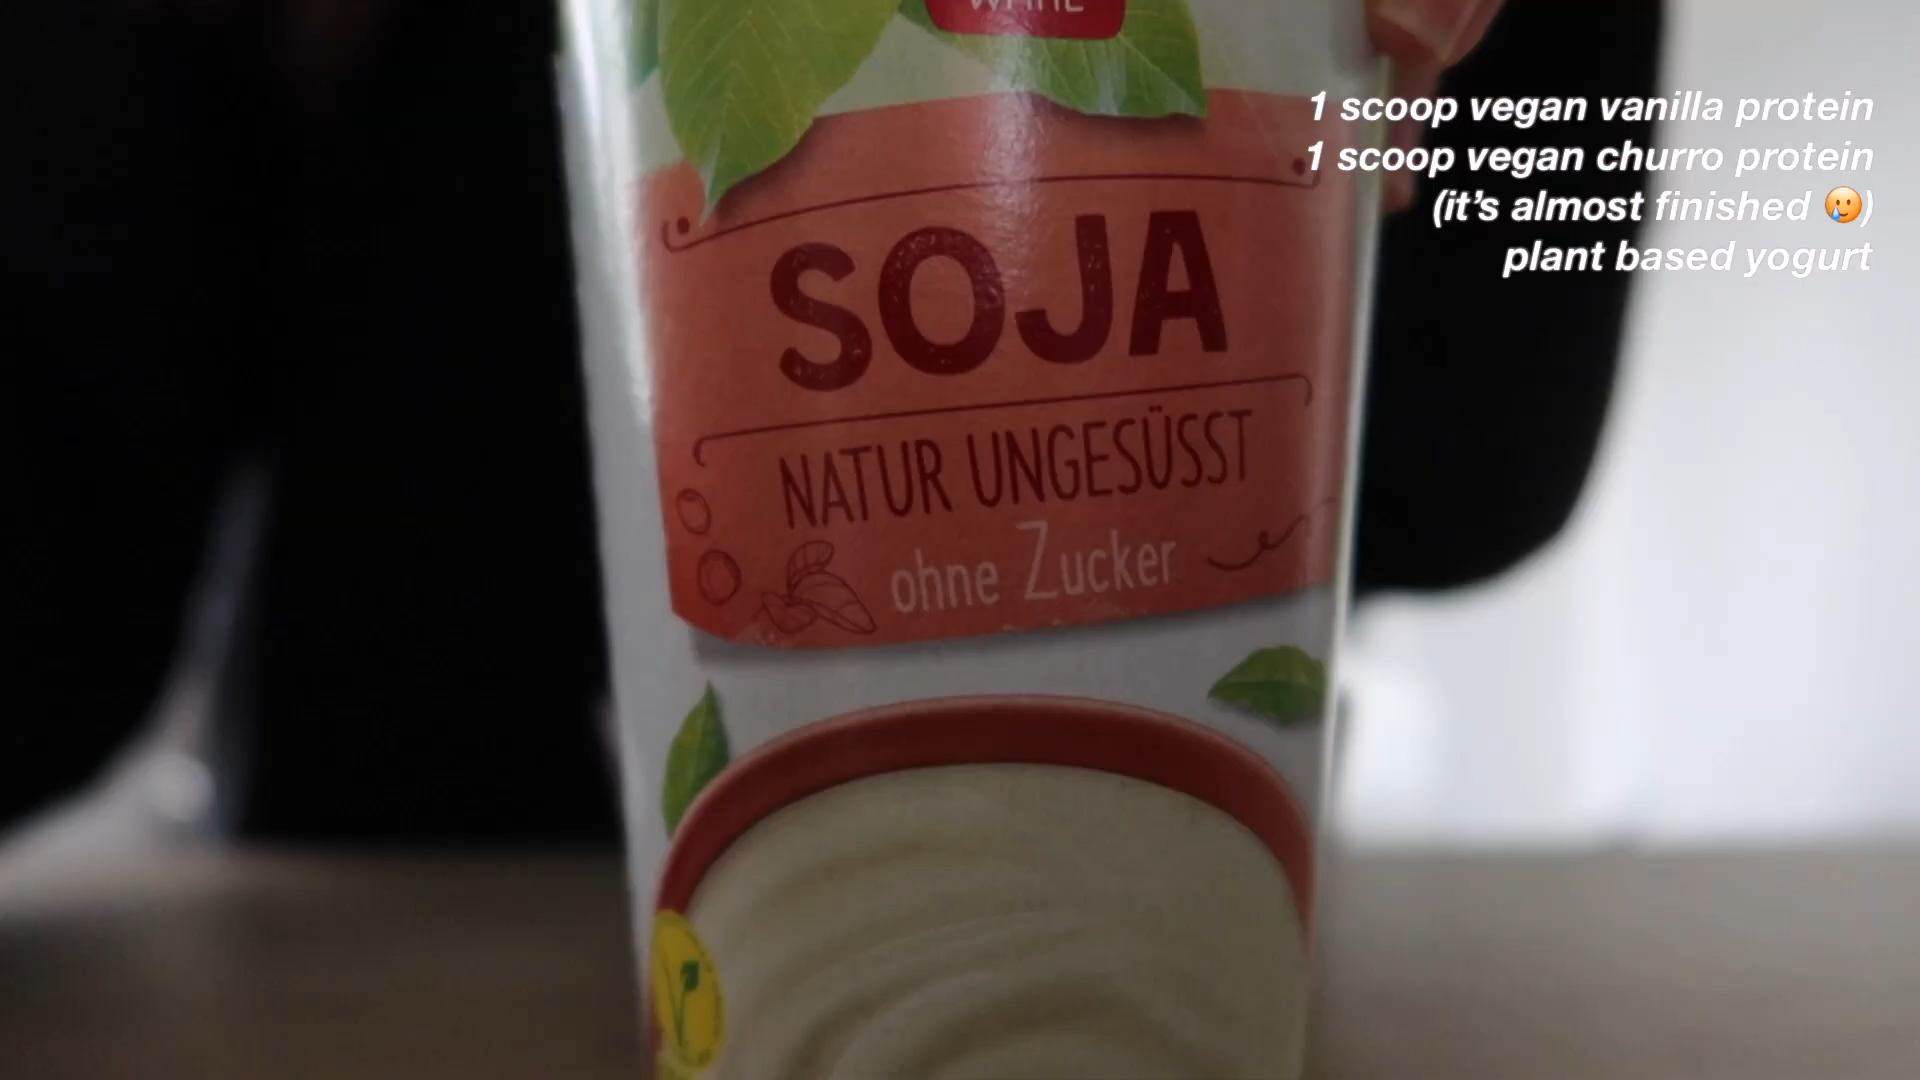 WAHL
SOJA
NATUR UNGESÜSST
ohne Zucker
V
1 scoop vegan vanilla protein
1 scoop vegan churro protein
(it's almost finished 🥲)
plant based yogurt